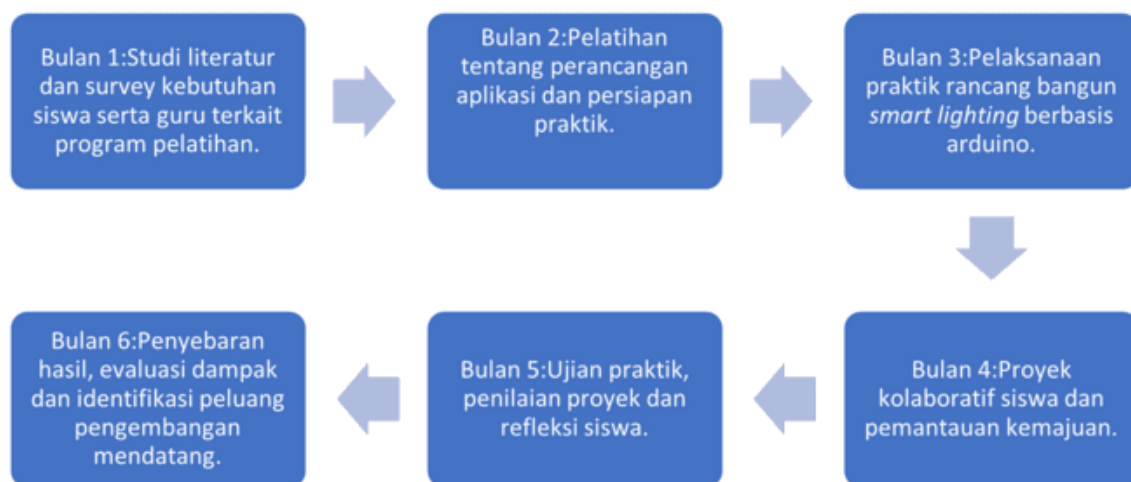 Bulan 1:Studi literatur
dan survey kebutuhan
siswa serta guru terkait
program pelatihan.
Bulan 2:Pelatihan
tentang perancangan
aplikasi dan persiapan
praktik.
Bulan 3:Pelaksanaan
praktik rancang bangun
smart lighting berbasis
arduino.
Bulan 4:Proyek
kolaboratif siswa dan
pemantauan kemajuan.
Bulan 5:Ujian praktik,
penilaian proyek dan
refleksi siswa.
Bulan 6:Penyebaran
hasil, evaluasi dampak
dan identifikasi peluang
pengembangan
mendatang.